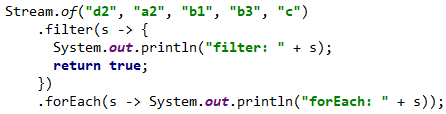 Stream.of("d2", "a2", "b1", "b3", "c")
    .filter(s -> {
      System.out.println("filter: " + s);
      return true;
    })
    .forEach(s -> System.out.println("forEach: " + s));